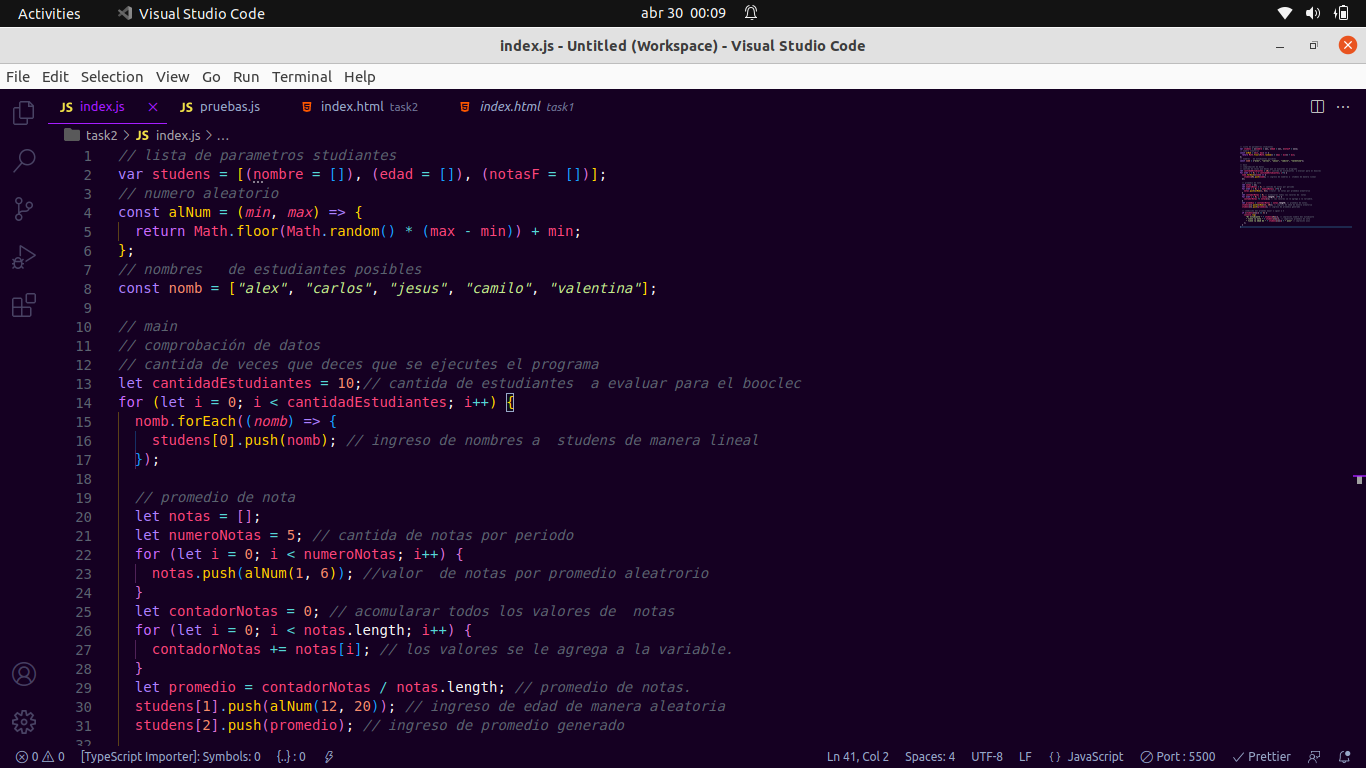 Activities Visual Studio Code abr 30 00:09
index.js - Untitled (Workspace) - Visual Studio Code
File Edit Selection View Go Run Terminal Help
JS index.js JS pruebas.js index.html task2 index.html task1
task2 > JS index.js > ...
1 // lista de parametros studiantes
2 var studens = [(nombre = []), (edad = []), (notasF = [])];
3 // numero aleatorio
4 const alNum = (min, max) => {
5 return Math.floor(Math.random() * (max - min)) + min;
6 };
7 // nombres   de estudiantes posibles
8 const nomb = ["alex", "carlos", "jesus", "camilo", "valentina"];
9
10 // main
11 // comprobación de datos
12 // cantida de veces que deces que se ejecutes el programa
13 let cantidadEstudiantes = 10;// cantida de estudiantes  a evaluar para el booclec
14 for (let i = 0; i < cantidadEstudiantes; i++) {
15 nomb.forEach((nomb) => {
16 studens[0].push(nomb); // ingreso de nombres a  studens de manera lineal
17 });
18
19 // promedio de nota
20 let notas = [];
21 let numeroNotas = 5; // cantida de notas por periodo
22 for (let i = 0; i < numeroNotas; i++) {
23 notas.push(alNum(1, 6)); //valor  de notas por promedio aleatrorio
24 }
25 let contadorNotas = 0; // acomularar todos los valores de  notas
26 for (let i = 0; i < notas.length; i++) {
27 contadorNotas += notas[i]; // los valores se le agrega a la variable.
28 }
29 let promedio = contadorNotas / notas.length; // promedio de notas.
30 studens[1].push(alNum(12, 20)); // ingreso de edad de manera aleatoria
31 studens[2].push(promedio); // ingreso de promedio generado
32
0 0 [TypeScript Importer]: Symbols: 0 {..} : 0 Ln 41, Col 2 Spaces: 4 UTF-8 LF { } JavaScript Port : 5500 Prettier